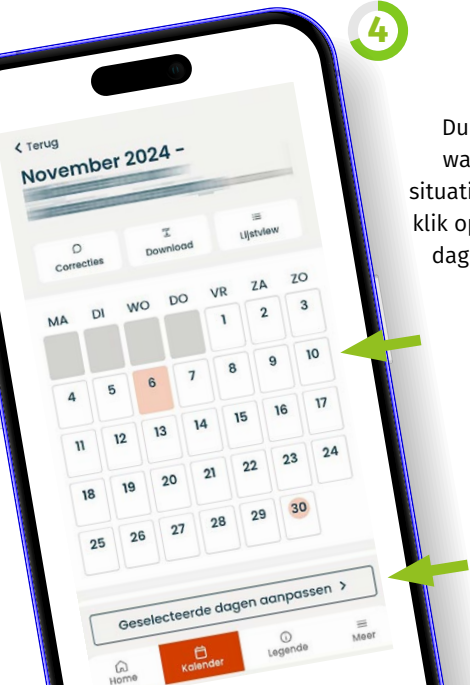 4
Du
wa
situati
klik op
dag
Terug
November 2024 -
Correcties
Download
Lijstview
MA DI WO DO VR ZA ZO
1 2 3
4 5 6 7 8 9 10
11 12 13 14 15 16 17
18 19 20 21 22 23 24
25 26 27 28 29 30
Geselecteerde dagen aanpassen
Home
Kalender
Legende
Meer